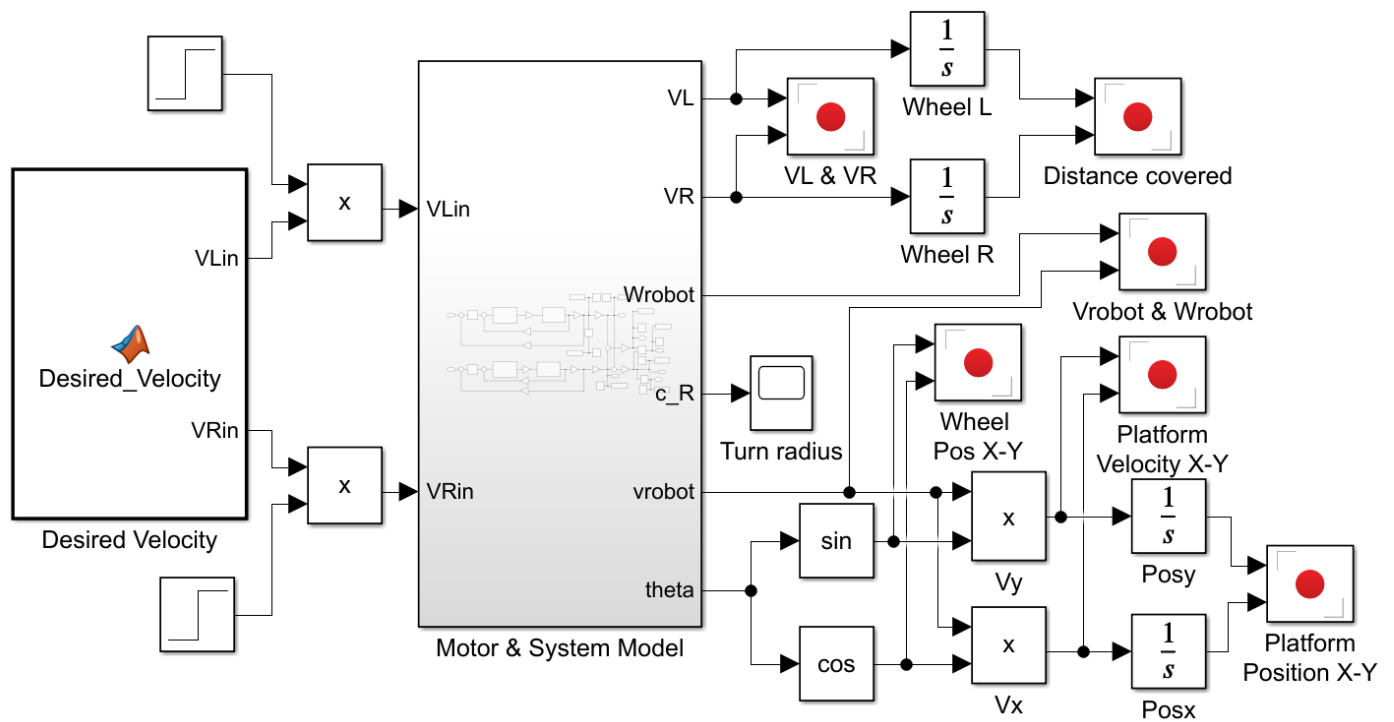 1
s
Wheel L
VL
VL & VR
Distance covered
x
VLin
VR
1
s
Wheel R
VLin
Wrobot
Vrobot & Wrobot
Desired_Velocity
c_R
Turn radius
Wheel
Pos X-Y
Platform
Velocity X-Y
VRin
x
VRin
vrobot
Desired Velocity
sin
x
Vy
1
s
Posy
theta
cos
x
Vx
1
s
Posx
Platform
Position X-Y
Motor & System Model